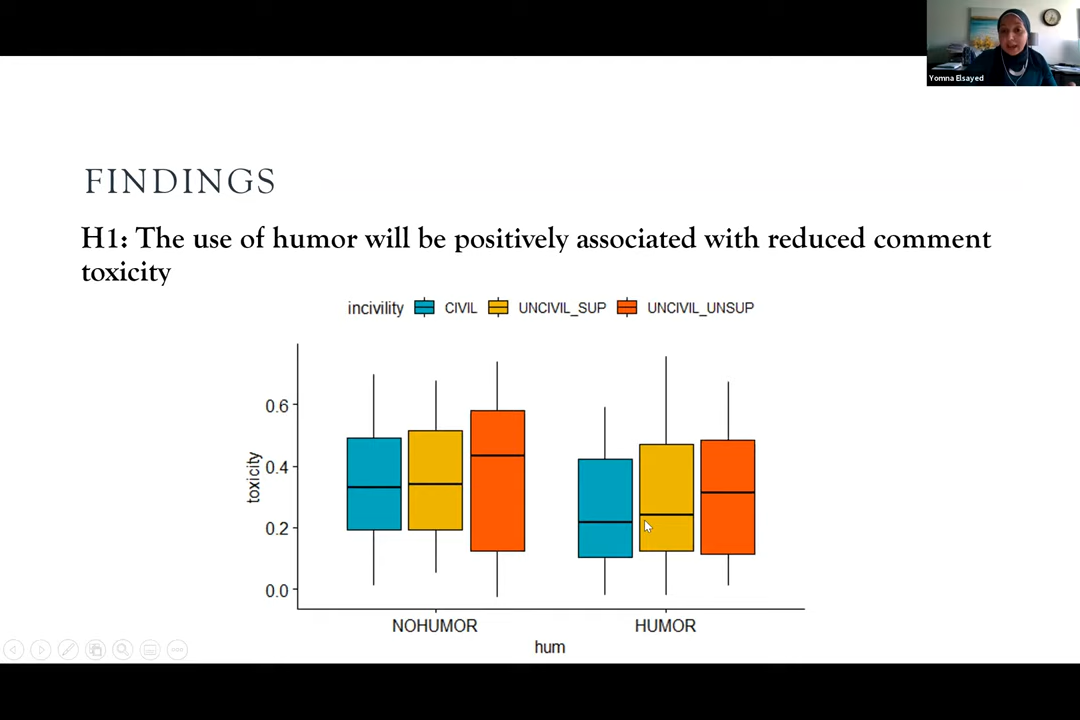 Yomna Elsayed
FINDINGS
H1: The use of humor will be positively associated with reduced comment
toxicity
incivility CIVIL UNCIVIL_SUP UNCIVIL_UNSUP
toxicity
0.6
0.4
0.2
0.0
NOHUMOR HUMOR
hum